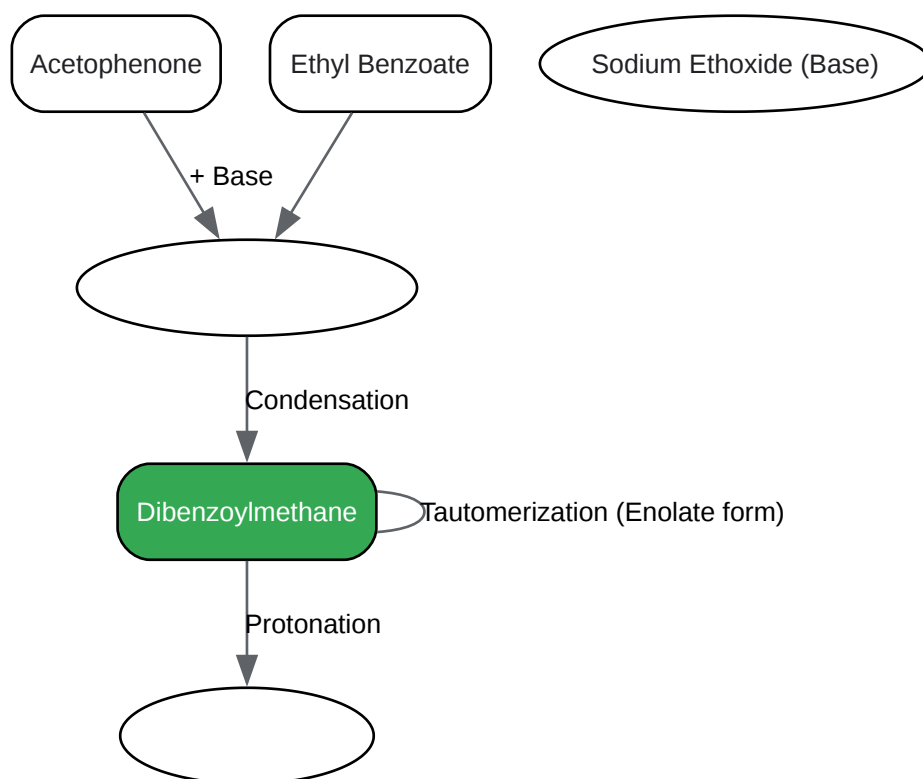 Acetophenone
Ethyl Benzoate
Sodium Ethoxide (Base)
+ Base
Condensation
Dibenzoylmethane
Tautomerization (Enolate form)
Protonation